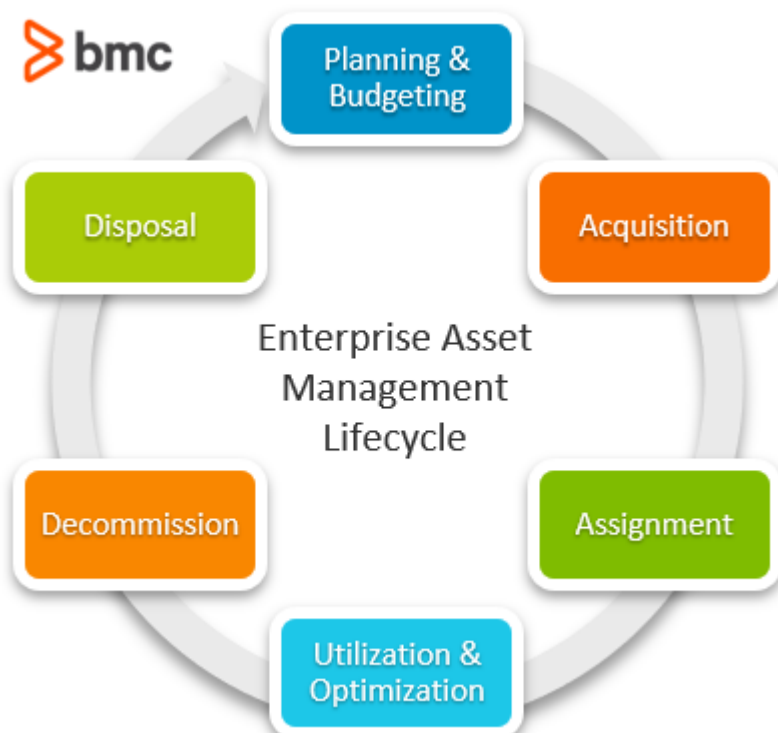 bmc
Planning &
Budgeting
Acquisition
Assignment
Utilization &
Optimization
Decommission
Disposal
Enterprise Asset
Management
Lifecycle